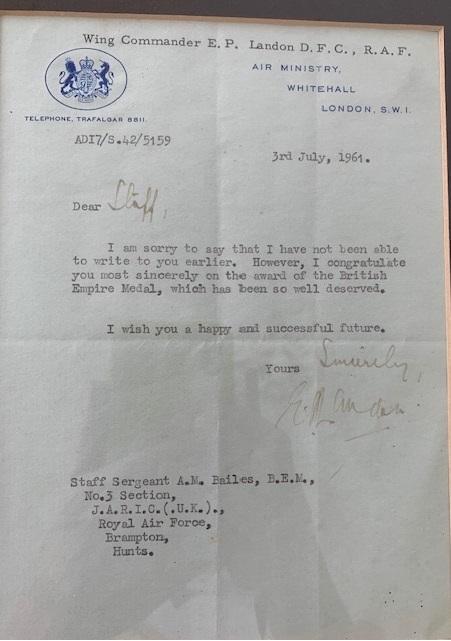 Wing Commander E. P. Landon D.F.C., R.A.F.
AIR MINISTRY,
WHITEHALL
LONDON, S.W.1.
TELEPHONE, TRAFALGAR 8811.
ADI7/S.42/5159
3rd July, 1961.
Dear Staff,
I am sorry to say that I have not been able
to write to you earlier. However, I congratulate
you most sincerely on the award of the British
Empire Medal, which has been so well deserved.
I wish you a happy and successful future.
Yours Sincerely,
E.P. Landon
Staff Sergeant A.M. Bailes, B.E.M.,
No.3 Section,
J.A.R.I.C.(.U.K.).,
Royal Air Force,
Brampton,
Hunts.